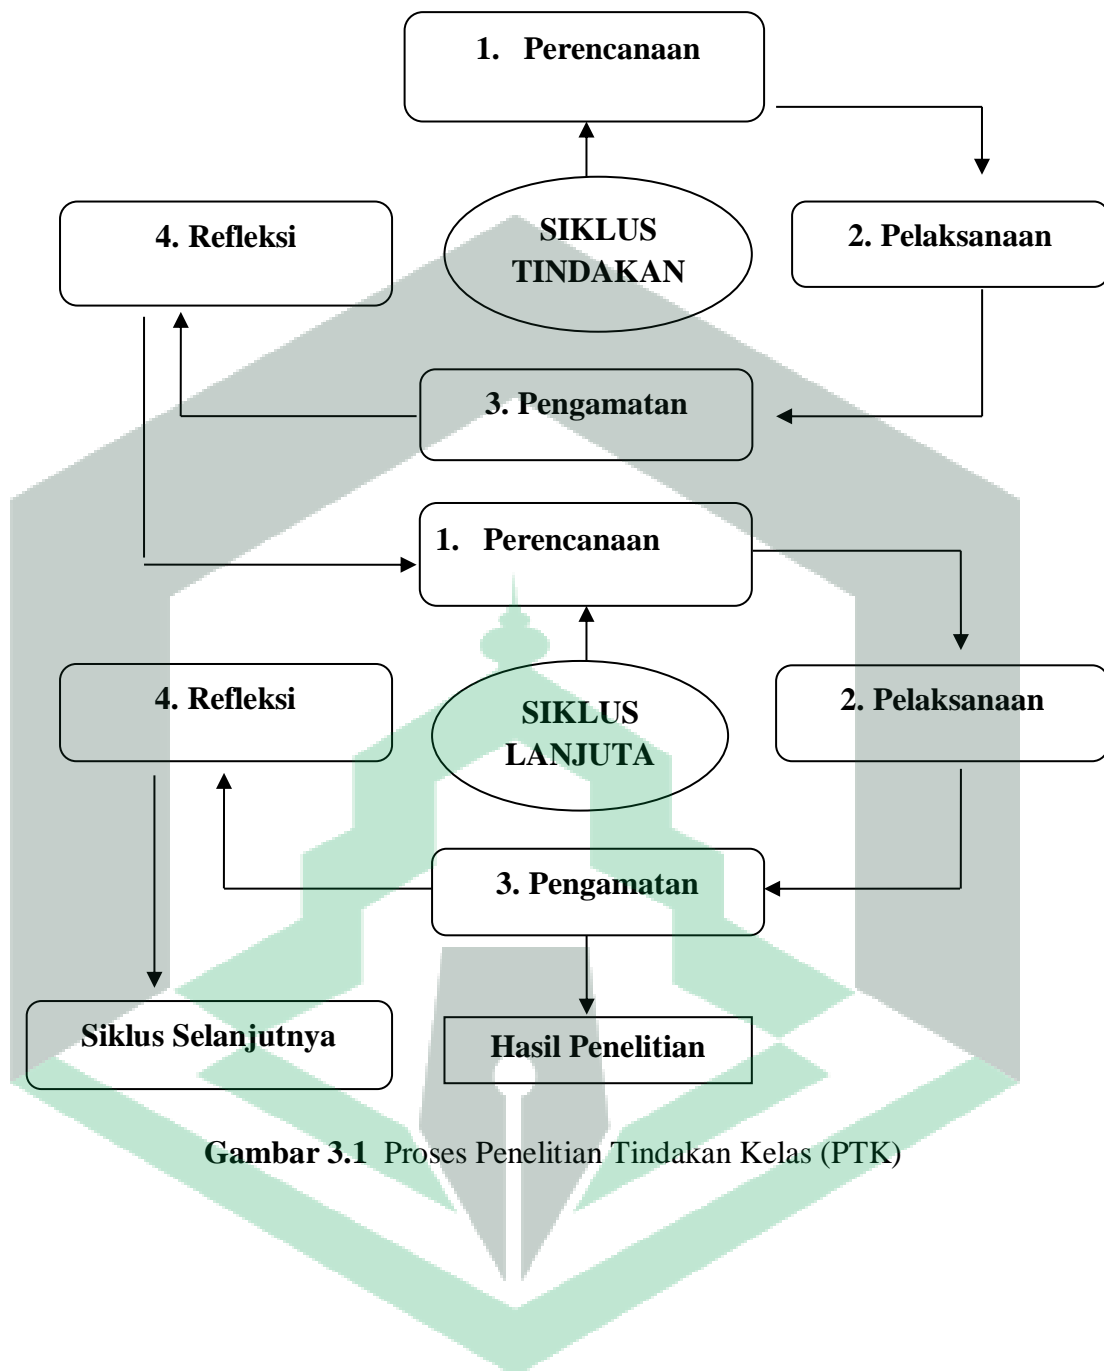 1. Perencanaan
4. Refleksi
SIKLUS
TINDAKAN
2. Pelaksanaan
3. Pengamatan
1. Perencanaan
4. Refleksi
SIKLUS
LANJUTA
2. Pelaksanaan
3. Pengamatan
Siklus Selanjutnya
Hasil Penelitian
Gambar 3.1 Proses Penelitian Tindakan Kelas (PTK)